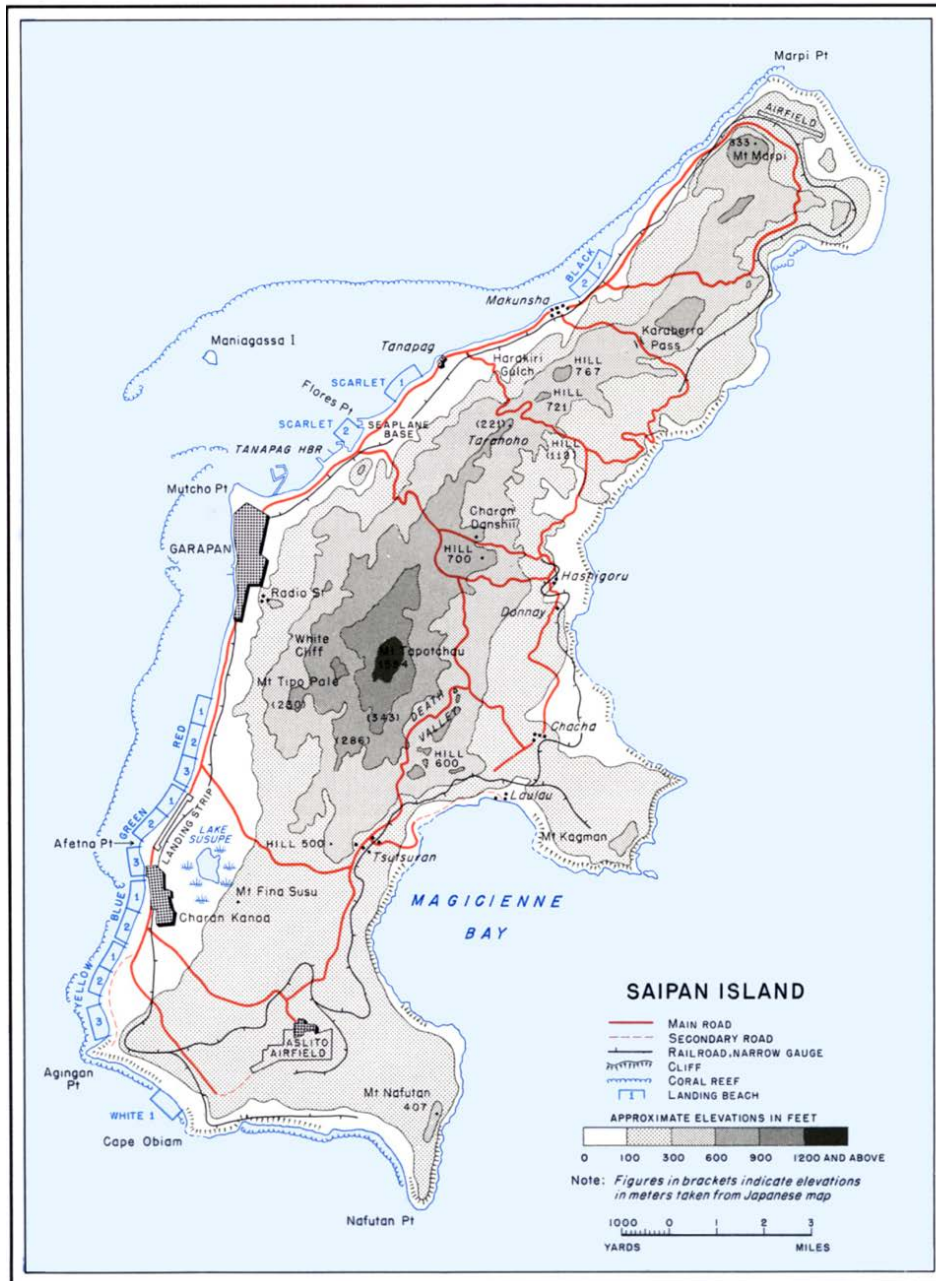 Marpi Pt
AIRFIELD
833
Mt Marpi
BLACK
1
2
Makunsha
Karaberra
Pass
Maniagassa I
Tanapag
Harakiri
Gulch
HILL
767
SCARLET 1
Flores Pt
HILL
721
SCARLET
2
SEAPLANE
BASE
(221)
Tarahoho
HILL
(112)
TANAPAG HBR
Mutcho Pt
Charan
Danshii
GARAPAN
HILL
700
Hashigoru
Radio St
Donnay
White
Cliff
Mt Tapotchau
1554
Mt Tipo Pale
(230)
(343)
DEATH
VALLEY
(286)
Chacha
RED
1
2
3
HILL
600
Laulau
GREEN
1
2
3
LANDING STRIP
Afetna Pt
LAKE
SUSUPE
HILL 500
Tsutsuran
Mt Kagman
BLUE
1
2
Mt Fina Susu
Charan Kanoa
MAGICIENNE
BAY
YELLOW
1
2
3
ASLITO
AIRFIELD
Agingan
Pt
WHITE 1
Cape Obiam
Mt Nafutan
407
Nafutan Pt
SAIPAN ISLAND
MAIN ROAD
SECONDARY ROAD
RAILROAD, NARROW GAUGE
CLIFF
CORAL REEF
1 LANDING BEACH
APPROXIMATE ELEVATIONS IN FEET
0 100 300 600 900 1200 AND ABOVE
Note: Figures in brackets indicate elevations
in meters taken from Japanese map
1000 0 1 2 3
YARDS MILES